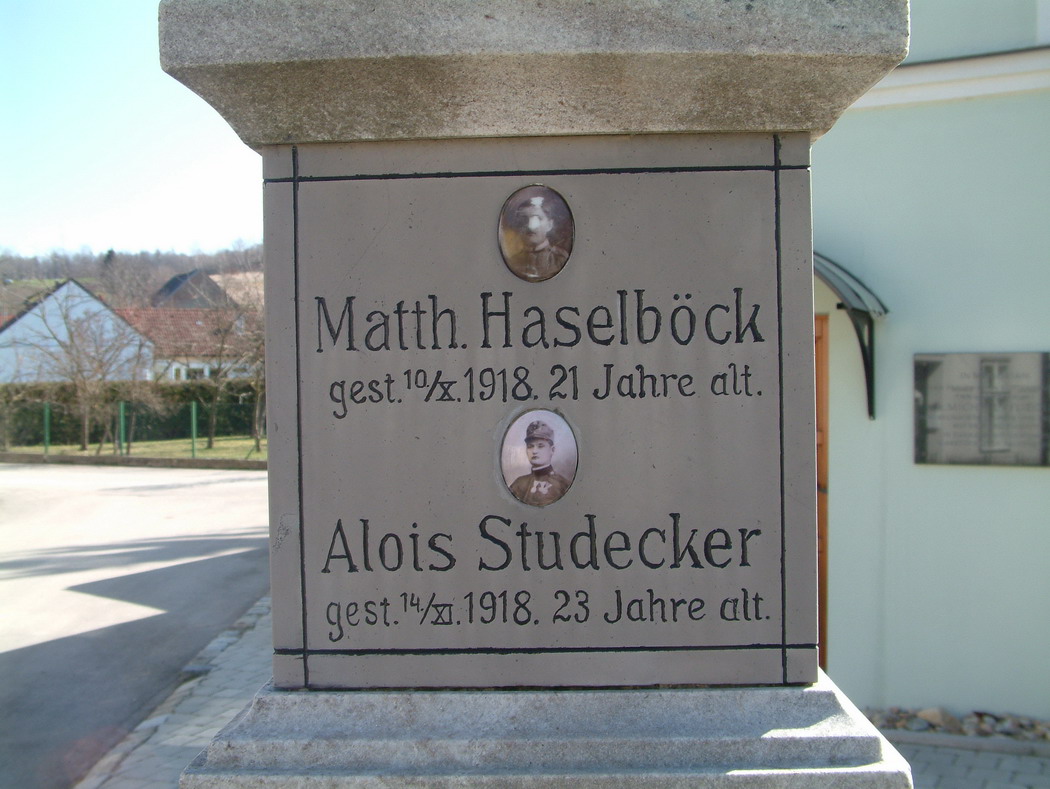 Matth. Haselböck
gest. 10/X. 1918. 21 Jahre alt.
Alois Studecker
gest. 14/XI. 1918. 23 Jahre alt.